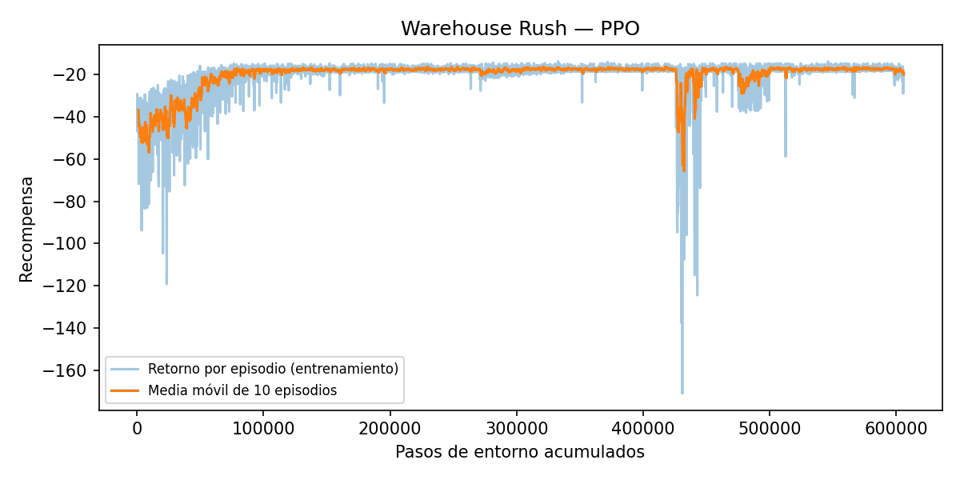 Warehouse Rush — PPO
Recompensa
−20
−40
−60
−80
−100
−120
−140
−160
Retorno por episodio (entrenamiento)
Media móvil de 10 episodios
0 100000 200000 300000 400000 500000 600000
Pasos de entorno acumulados